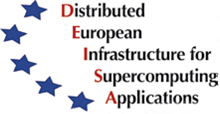 Distributed
European
Infrastructure for
Supercomputing
Applications